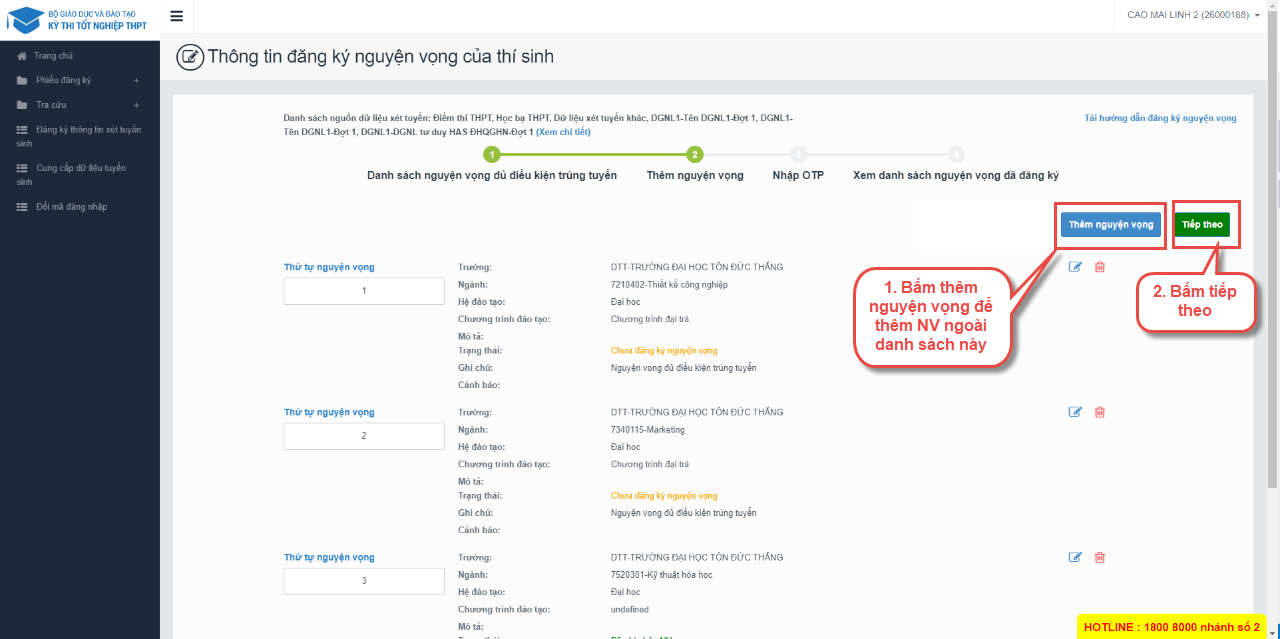 BỘ GIÁO DỤC VÀ ĐÀO TẠO
KỲ THI TỐT NGHIỆP THPT
CAO MAI LINH 2 (26000188)
Trang chủ
Phiếu đăng ký +
Tra cứu +
Đăng ký thông tin xét tuyển
sinh
Cung cấp dữ liệu tuyển
sinh
Đổi mã đăng nhập
Thông tin đăng ký nguyện vọng của thí sinh
Danh sách nguồn dữ liệu xét tuyển: Điểm thi THPT, Học bạ THPT, Dữ liệu xét tuyển khác, DGNL1-Tên DGNL1-Đợt 1, DGNL1-
Tên DGNL1-Đợt 1, DGNL1-DGNL tư duy HAS ĐHQGHN-Đợt 1 (Xem chi tiết)
Tải hướng dẫn đăng ký nguyện vọng
1 2 3 4
Danh sách nguyện vọng đủ điều kiện trúng tuyển Thêm nguyện vọng Nhập OTP Xem danh sách nguyện vọng đã đăng ký
Thêm nguyện vọng Tiếp theo
1. Bấm thêm
nguyện vọng để
thêm NV ngoài
danh sách này
2. Bấm tiếp
theo
Thứ tự nguyện vọng
1
Trường: DTT-TRƯỜNG ĐẠI HỌC TÔN ĐỨC THẮNG
Ngành: 7210402-Thiết kế công nghiệp
Hệ đào tạo: Đại học
Chương trình đào tạo: Chương trình đại trà
Mô tả:
Trạng thái: Chưa đăng ký nguyện vọng
Ghi chú: Nguyện vọng đủ điều kiện trúng tuyển
Cảnh báo:
Thứ tự nguyện vọng
2
Trường: DTT-TRƯỜNG ĐẠI HỌC TÔN ĐỨC THẮNG
Ngành: 7340115-Marketing
Hệ đào tạo: Đại học
Chương trình đào tạo: Chương trình đại trà
Mô tả:
Trạng thái: Chưa đăng ký nguyện vọng
Ghi chú: Nguyện vọng đủ điều kiện trúng tuyển
Cảnh báo:
Thứ tự nguyện vọng
3
Trường: DTT-TRƯỜNG ĐẠI HỌC TÔN ĐỨC THẮNG
Ngành: 7520301-Kỹ thuật hóa học
Hệ đào tạo: Đại học
Chương trình đào tạo: undefined
Mô tả:
HOTLINE : 1800 8000 nhánh số 2